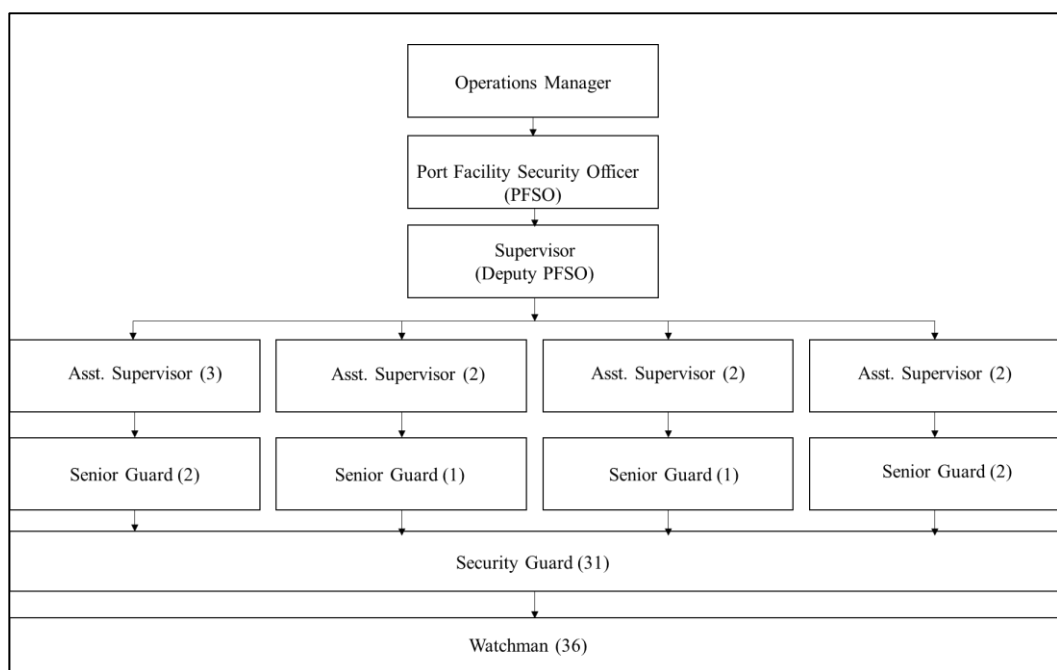 Operations Manager
Port Facility Security Officer
(PFSO)
Supervisor
(Deputy PFSO)
Asst. Supervisor (3)
Asst. Supervisor (2)
Asst. Supervisor (2)
Asst. Supervisor (2)
Senior Guard (2)
Senior Guard (1)
Senior Guard (1)
Senior Guard (2)
Security Guard (31)
Watchman (36)